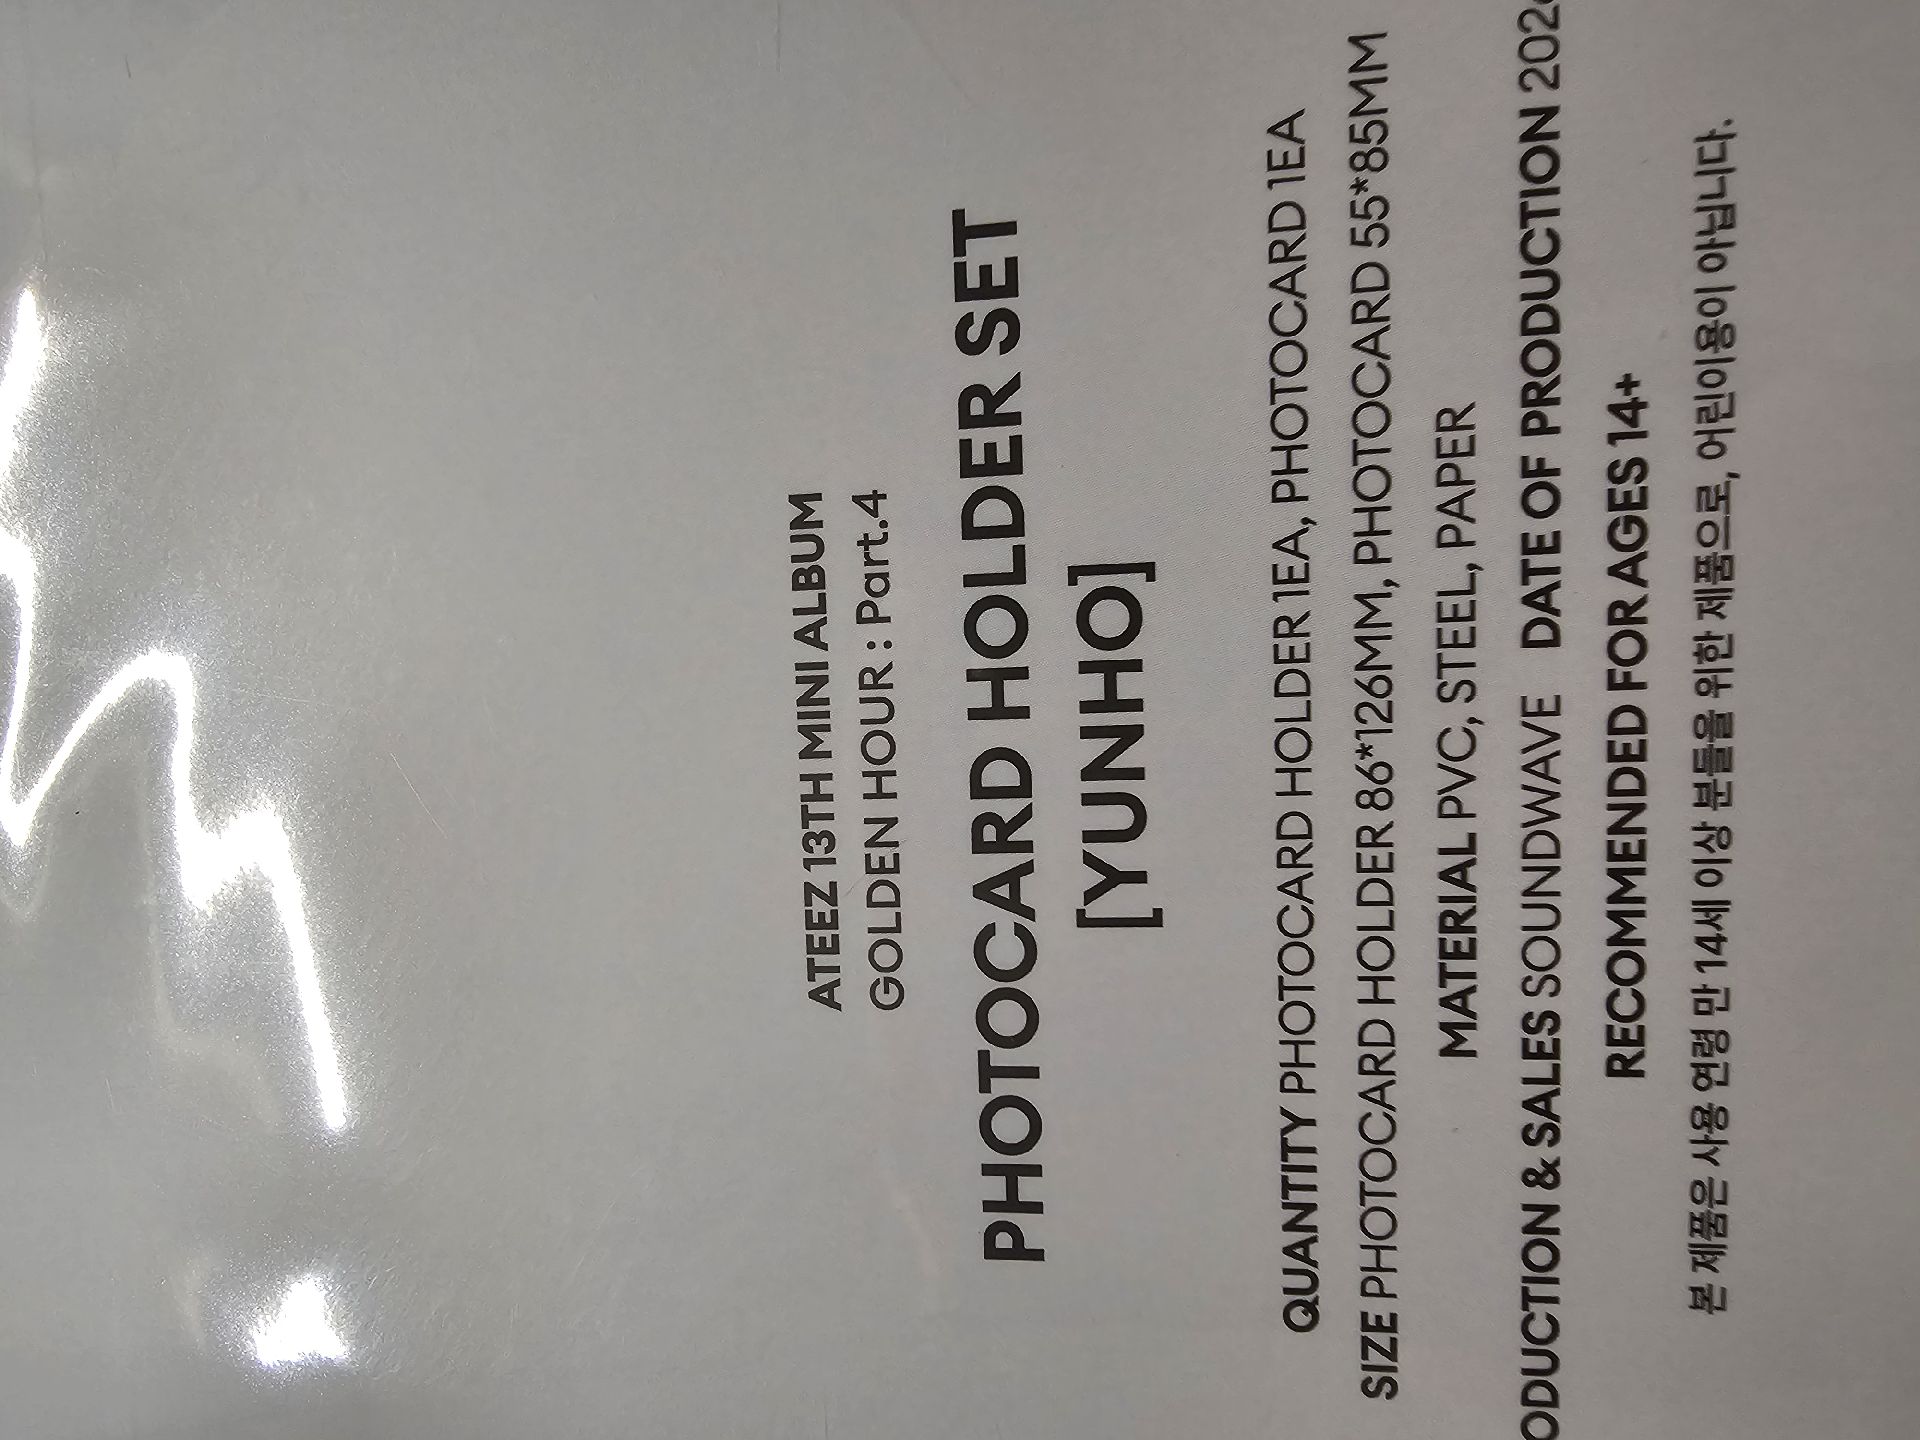 ATEEZ 13TH MINI ALBUM
GOLDEN HOUR : Part.4
PHOTOCARD HOLDER SET
[YUNHO]
QUANTITY PHOTOCARD HOLDER 1EA, PHOTOCARD 1EA
SIZE PHOTOCARD HOLDER 86*126MM, PHOTOCARD 55*85MM
MATERIAL PVC, STEEL, PAPER
ODUCTION & SALES SOUNDWAVE DATE OF PRODUCTION 202
RECOMMENDED FOR AGES 14+
본 제품은 사용 연령 만 14세 이상 분들을 위한 제품으로, 어린이용이 아닙니다.